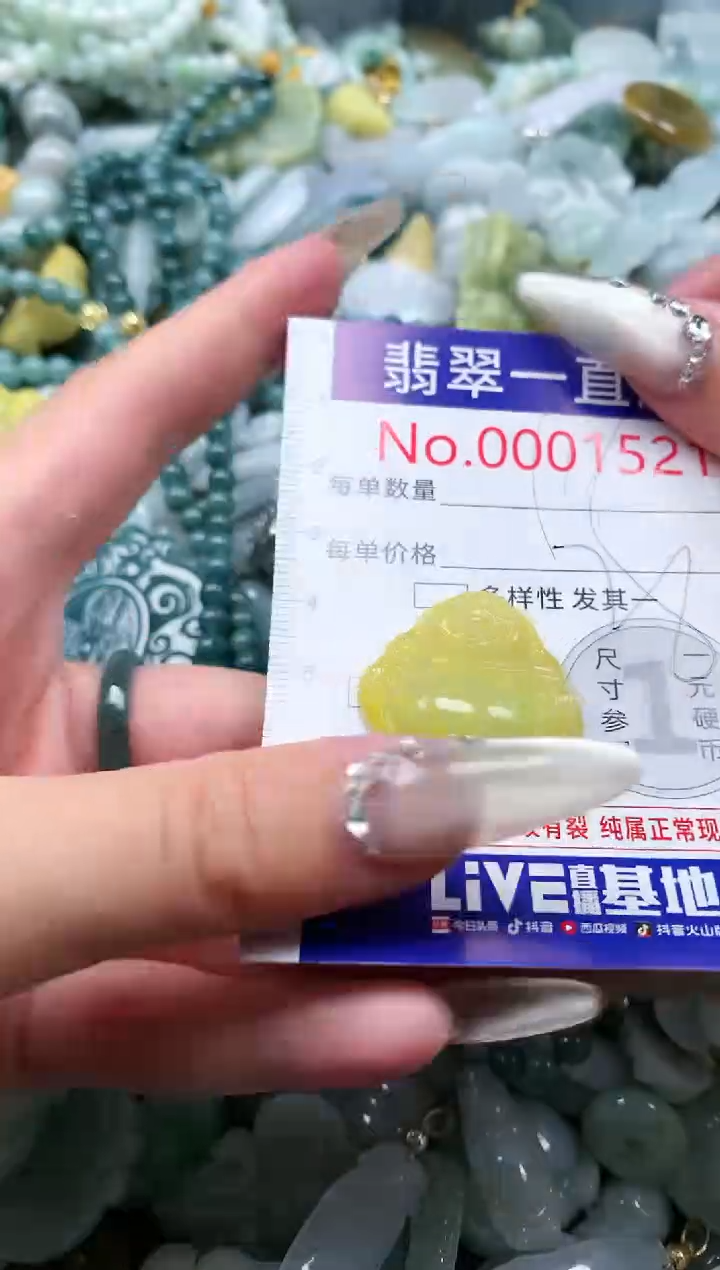 翡翠一直
No.0001521
每单数量
每单价格
多样性 发其一
尺寸参
一元硬币
有裂 纯属正常现
LiVE直播基地
今日头条 抖音 西瓜视频 抖音火山版